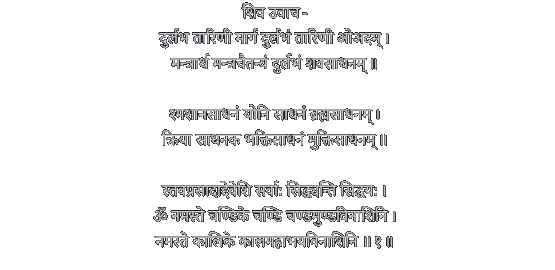 शिव उवाच -
दुर्लभं तारिणी मार्गं दुर्लभं तारिणी ओअदम् ।
मन्त्रार्थं मन्त्रचैतन्यं दुर्लभं शवसाधनम् ॥
श्मशानसाधनं योनि साधनं ब्रह्मसाधनम् ।
क्रिया साधनक भक्तिसाधनं मुक्तिसाधनम् ॥
स्तवप्रसादाद्देवेशि सर्वाः सिद्ध्यन्ति सिद्धयः ।
ॐ नमस्ते चण्डिके चण्डि चण्डमुण्डविनाशिनि ।
नमस्ते कालिके कालमहाभयविनाशिनि ॥ १ ॥